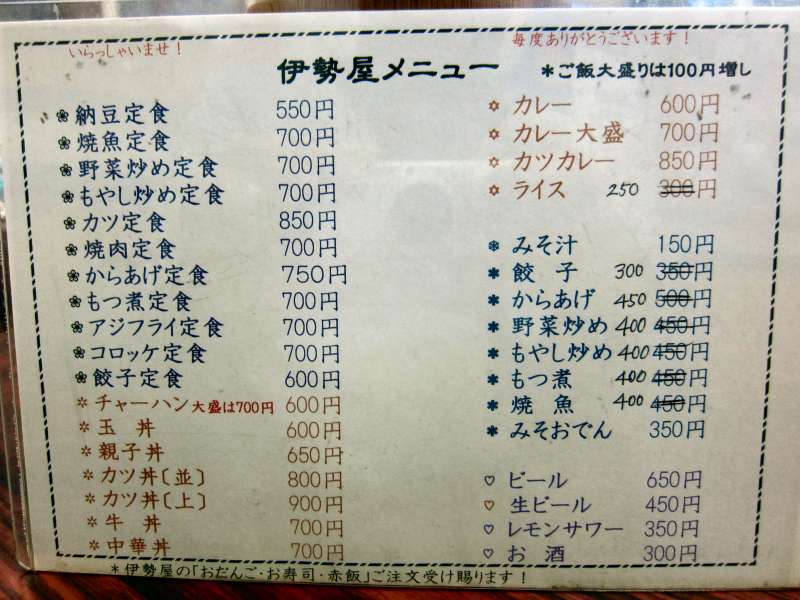 いらっしゃいませ！
毎度ありがとうございます！
伊勢屋メニュー
＊ご飯大盛りは100円増し
❀納豆定食 550円
❀焼魚定食 700円
❀野菜炒め定食 700円
❀もやし炒め定食 700円
❀カツ定食 850円
❀焼肉定食 700円
❀からあげ定食 750円
❀もつ煮定食 700円
❀アジフライ定食 700円
❀コロッケ定食 700円
❀餃子定食 600円
✲チャーハン大盛は700円 600円
✲玉 丼 600円
✲親子丼 650円
✲カツ丼〔並〕 800円
✲カツ丼〔上〕 900円
✲牛 丼 700円
✲中華丼 700円
✡カレー 600円
✡カレー大盛 700円
✡カツカレー 850円
✡ライス 250 300円
❄みそ汁 150円
✱餃 子 300 350円
✱からあげ 450 500円
✱野菜炒め 400 450円
✱もやし炒め 400 450円
✱もつ煮 400 450円
✱焼 魚 400 450円
✱みそおでん 350円
♡ビール 650円
♡生ビール 450円
♡レモンサワー 350円
♡お 酒 300円
＊伊勢屋の「おだんご・お寿司・赤飯」ご注文受け賜ります！